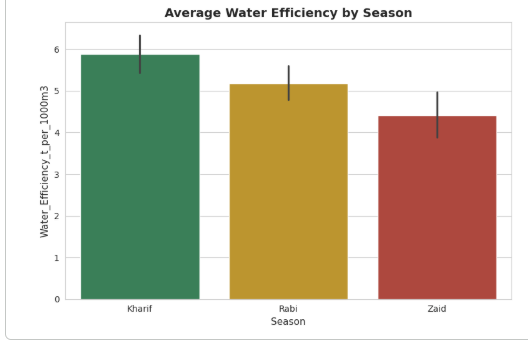 Average Water Efficiency by Season
Water_Efficiency_t_per_1000m3
6
5
4
3
2
1
0
Kharif
Rabi
Zaid
Season